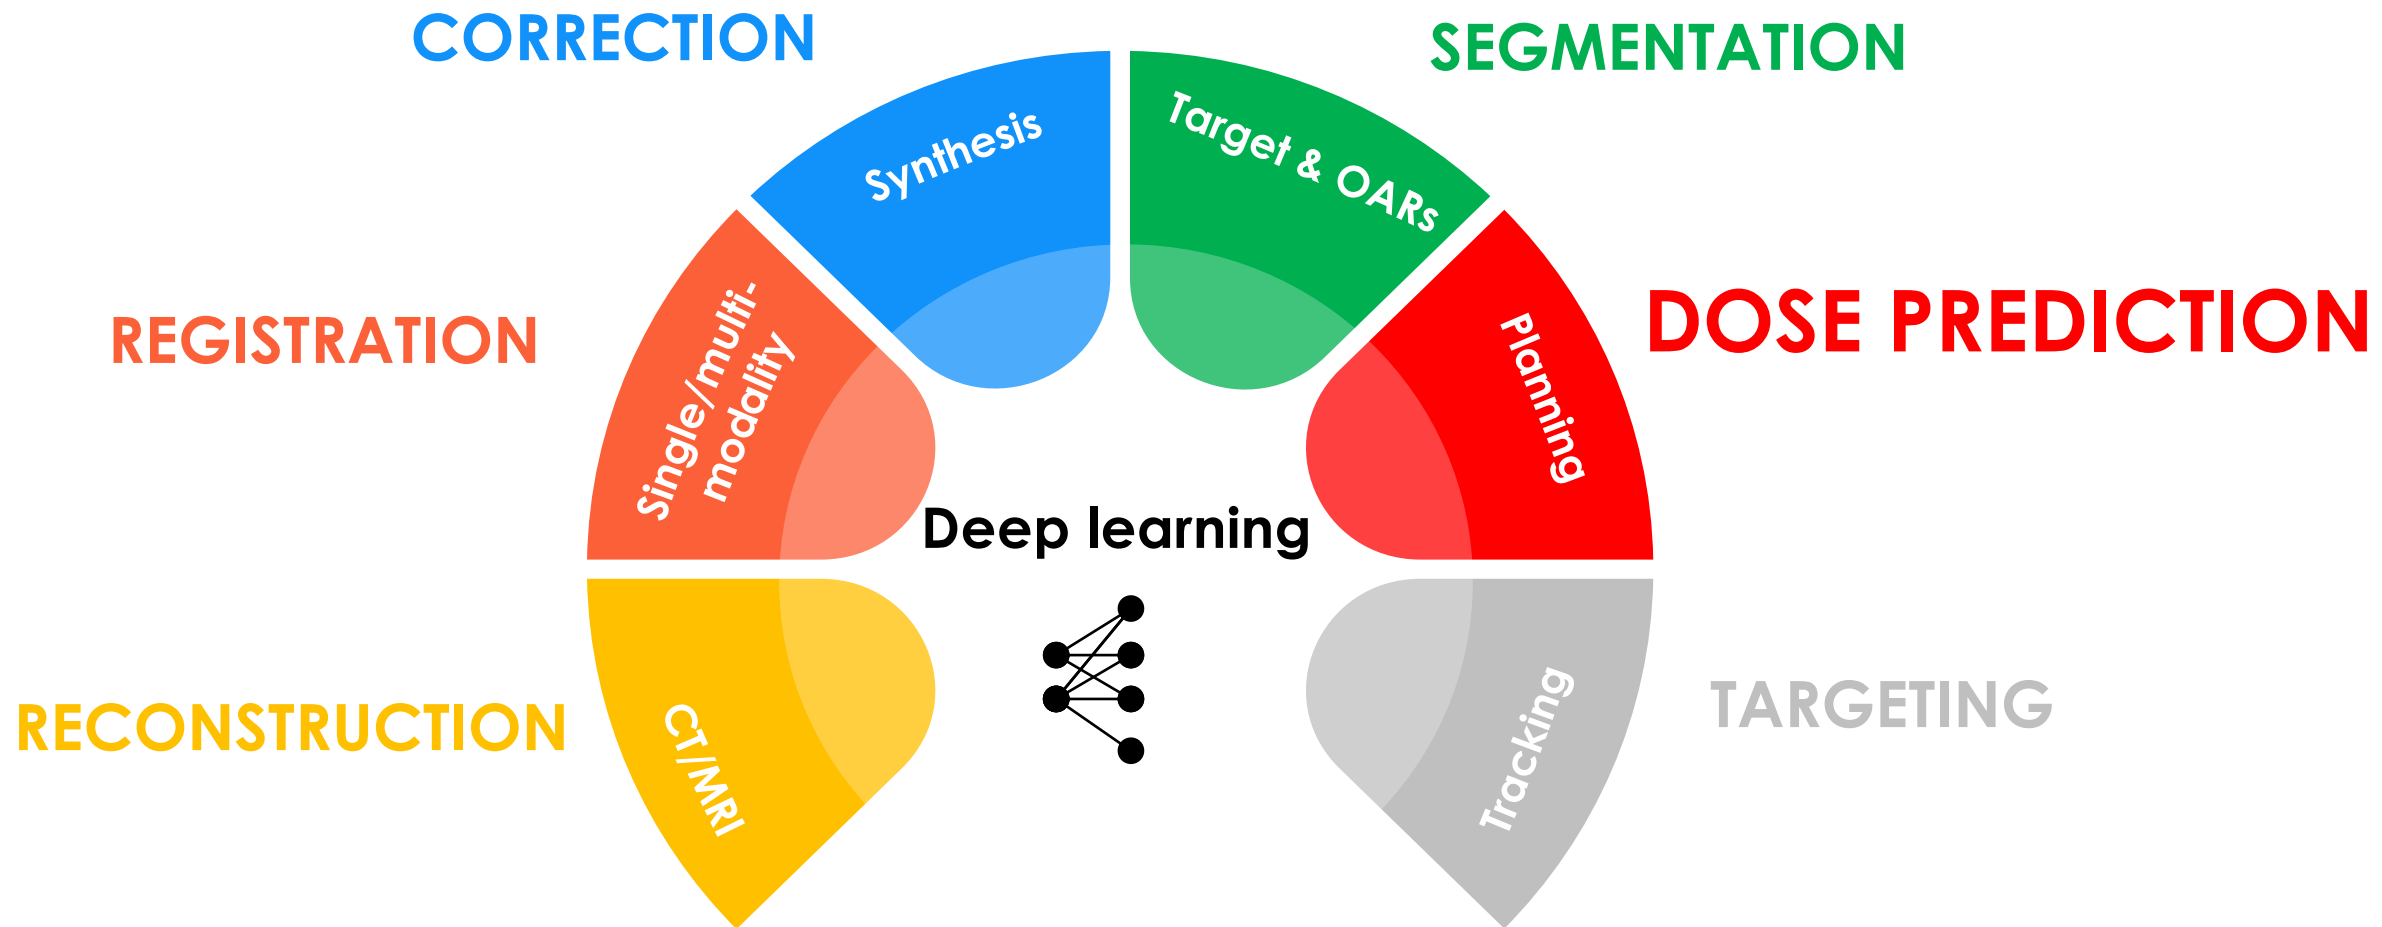 CORRECTION
SEGMENTATION
Synthesis
Target & OARs
REGISTRATION
Single/multi-
modality
Planning
DOSE PREDICTION
Deep learning
RECONSTRUCTION
CT/MRI
Tracking
TARGETING